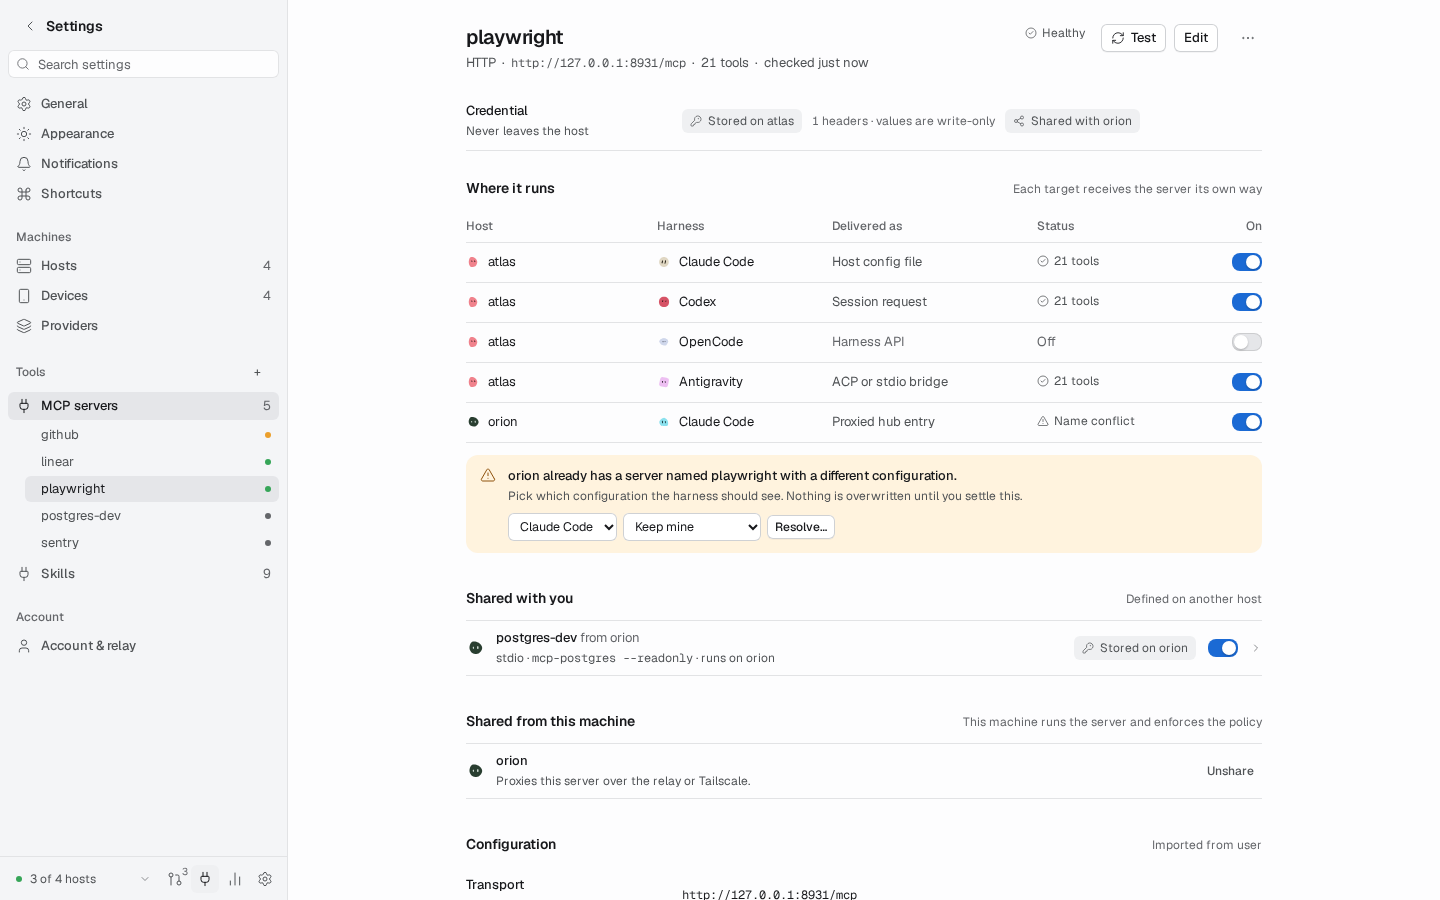 Settings
Search settings
General
Appearance
Notifications
Shortcuts
Machines
Hosts 4
Devices 4
Providers
Tools +
MCP servers 5
github
linear
playwright
postgres-dev
sentry
Skills 9
Account
Account & relay
3 of 4 hosts 3
playwright
Healthy Test Edit ···
HTTP · http://127.0.0.1:8931/mcp · 21 tools · checked just now
Credential
Never leaves the host
Stored on atlas 1 headers · values are write-only Shared with orion
Where it runs Each target receives the server its own way
Host Harness Delivered as Status On
atlas Claude Code Host config file 21 tools
atlas Codex Session request 21 tools
atlas OpenCode Harness API Off
atlas Antigravity ACP or stdio bridge 21 tools
orion Claude Code Proxied hub entry Name conflict
orion already has a server named playwright with a different configuration.
Pick which configuration the harness should see. Nothing is overwritten until you settle this.
Claude Code Keep mine Resolve...
Shared with you Defined on another host
postgres-dev from orion
stdio · mcp-postgres --readonly · runs on orion
Stored on orion
Shared from this machine This machine runs the server and enforces the policy
orion
Proxies this server over the relay or Tailscale.
Unshare
Configuration Imported from user
Transport
http://127.0.0.1:8931/mcp